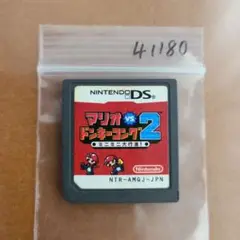 41180
NINTENDO DS
マリオ VS.
ドンキーコング2
ミニミニ大行進!
Nintendo
NTR-AMQJ-JPN